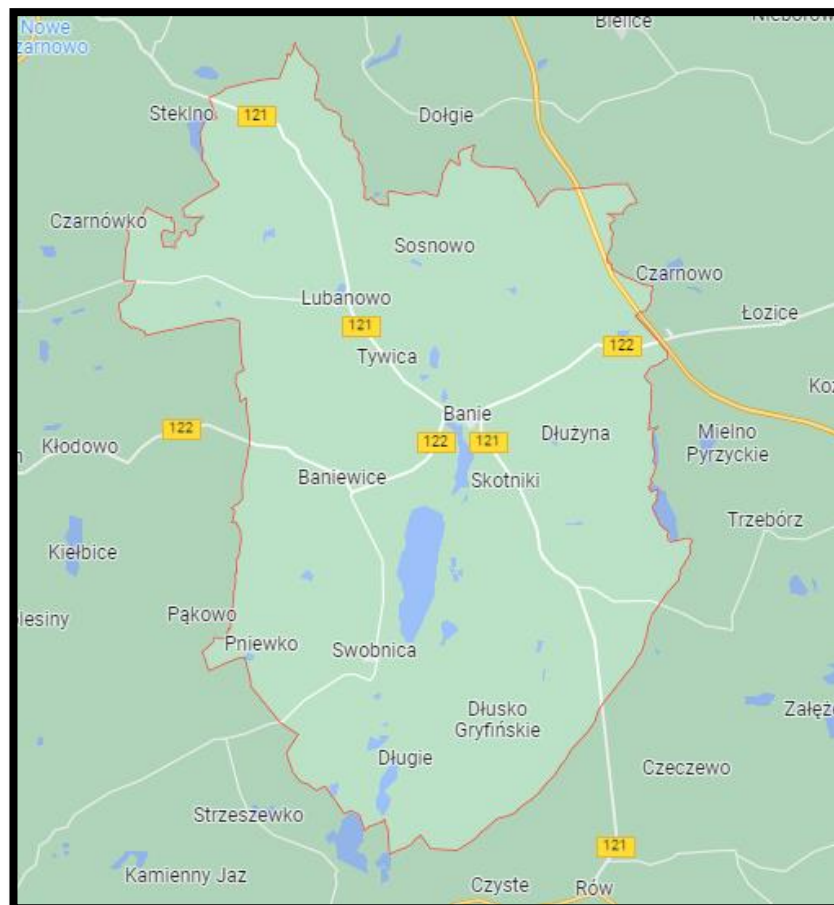 Nowe
zarnowo
Bielice
Steklno
121
Dołgie
Czarnówko
Sosnowo
Czarnowo
Lubanowo
Łozice
121
122
Tywica
Koz
Banie
122
Dłużyna
Mielno
Pyrzyckie
Kłodowo
122
121
Baniewice
Skotniki
Trzebórz
Kiełbice
Pąkowo
lesiny
Pniewko
Swobnica
Dłusko
Gryfińskie
Załęż
Długie
Czeczewo
Strzeszewko
121
Kamienny Jaz
Czyste
Rów